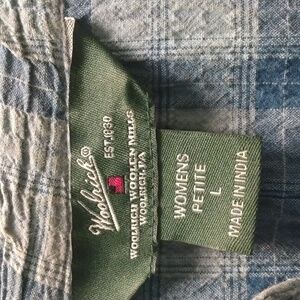 Woolrich®
EST.1830
WOOLRICH WOOLEN MILLS
WOOLRICH, PA
WOMENS
PETITE
L
MADE IN INDIA